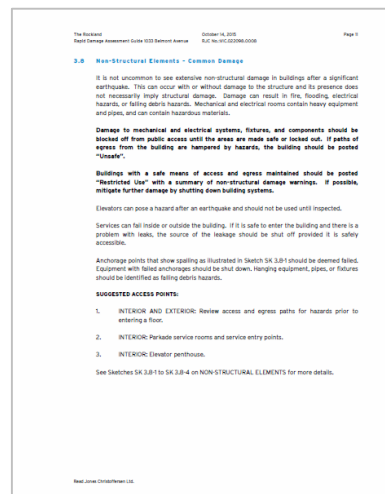 The Rockland October 14, 2015 Page 11
Rapid Damage Assessment Guide 1033 Belmont Avenue RJC No.:VIC.022098.0008
3.8 Non-Structural Elements – Common Damage
It is not uncommon to see extensive non-structural damage in buildings after a significant
earthquake. This can occur with or without damage to the structure and its presence does
not necessarily imply structural damage. Damage can result in fire, flooding, electrical
hazards, or falling debris hazards. Mechanical and electrical rooms contain heavy equipment
and pipes, and can contain hazardous materials.
Damage to mechanical and electrical systems, fixtures, and components should be
blocked off from public access until the areas are made safe or locked out. If paths of
egress from the building are hampered by hazards, the building should be posted
"Unsafe".
Buildings with a safe means of access and egress maintained should be posted
"Restricted Use" with a summary of non-structural damage warnings. If possible,
mitigate further damage by shutting down building systems.
Elevators can pose a hazard after an earthquake and should not be used until inspected.
Services can fall inside or outside the building. If it is safe to enter the building and there is a
problem with leaks, the source of the leakage should be shut off provided it is safely
accessible.
Anchorage points that show spalling as illustrated in Sketch SK 3.8-1 should be deemed failed.
Equipment with failed anchorages should be shut down. Hanging equipment, pipes, or fixtures
should be identified as falling debris hazards.
SUGGESTED ACCESS POINTS:
1. INTERIOR AND EXTERIOR: Review access and egress paths for hazards prior to
entering a floor.
2. INTERIOR: Parkade service rooms and service entry points.
3. INTERIOR: Elevator penthouse.
See Sketches SK 3.8-1 to SK 3.8-4 on NON-STRUCTURAL ELEMENTS for more details.
Read Jones Christoffersen Ltd.